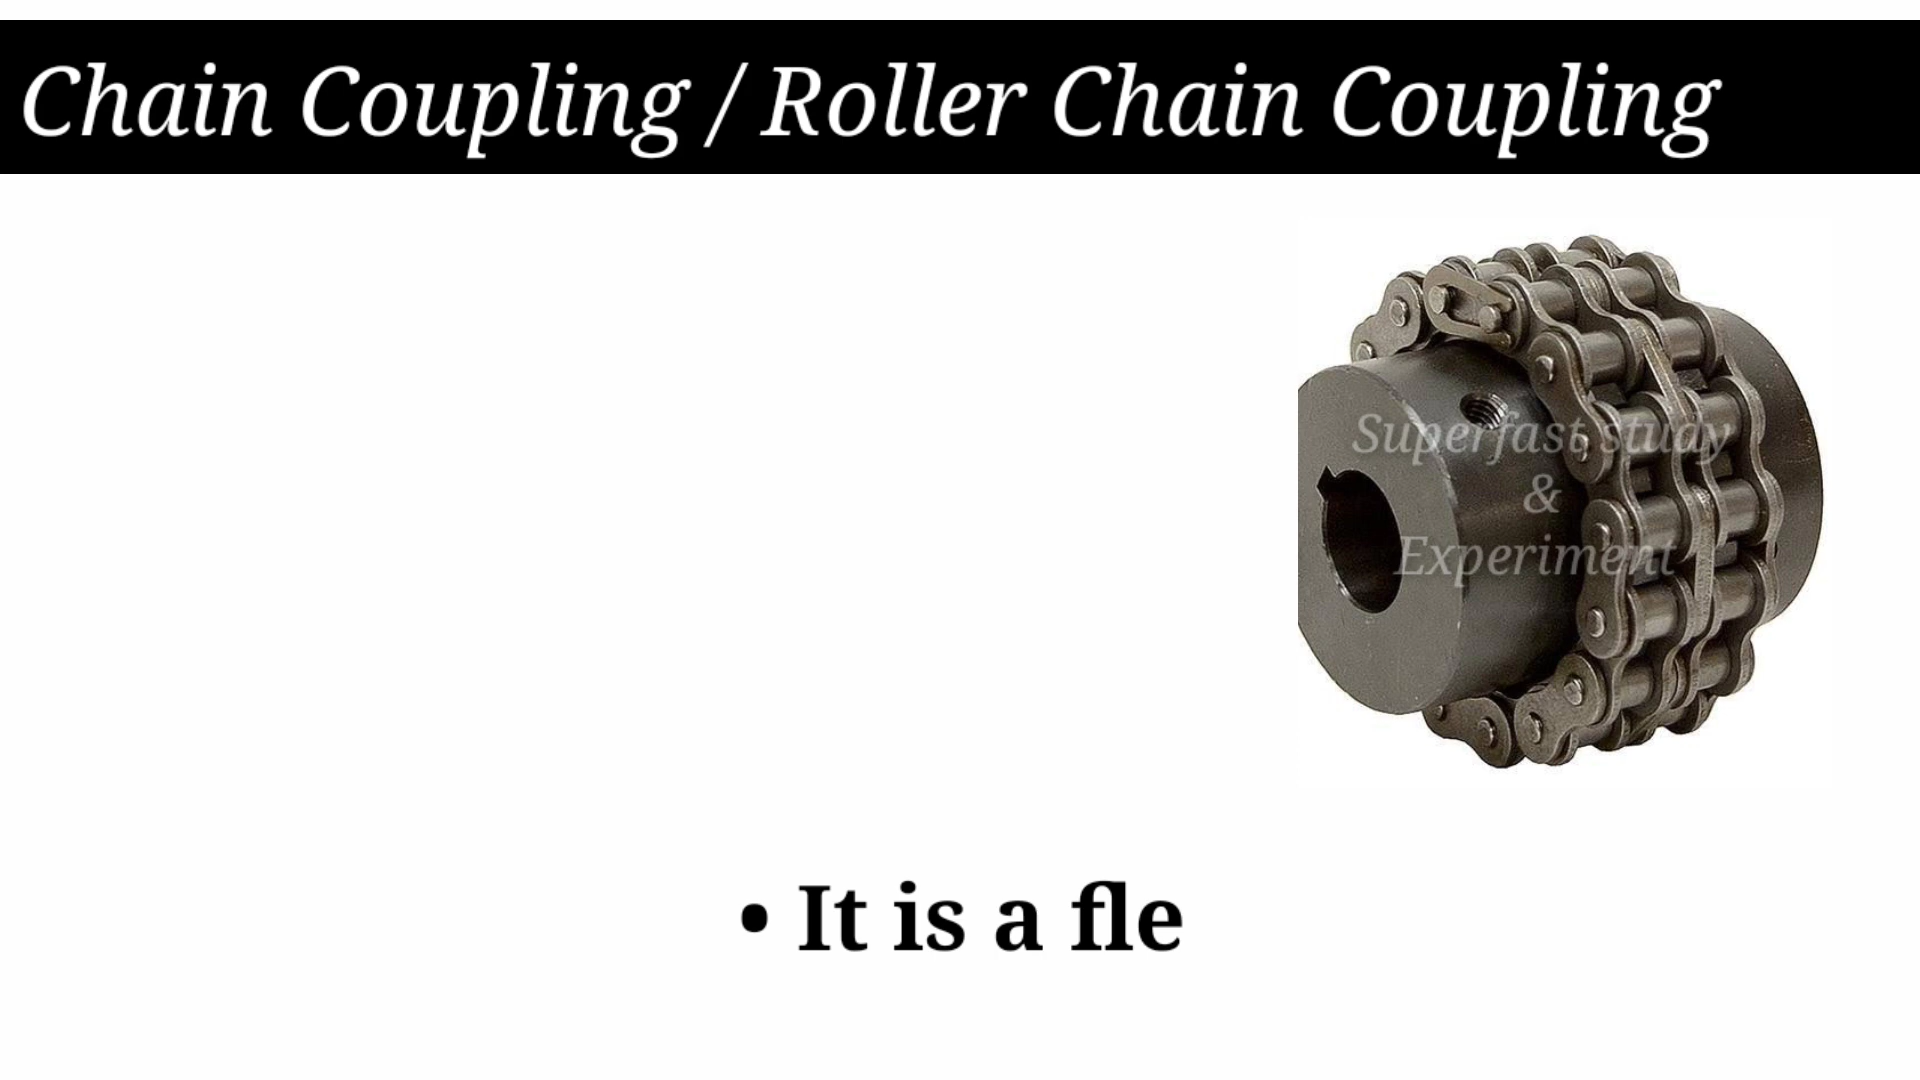 Chain Coupling / Roller Chain Coupling
Superfast study
&
Experiment
• It is a fle